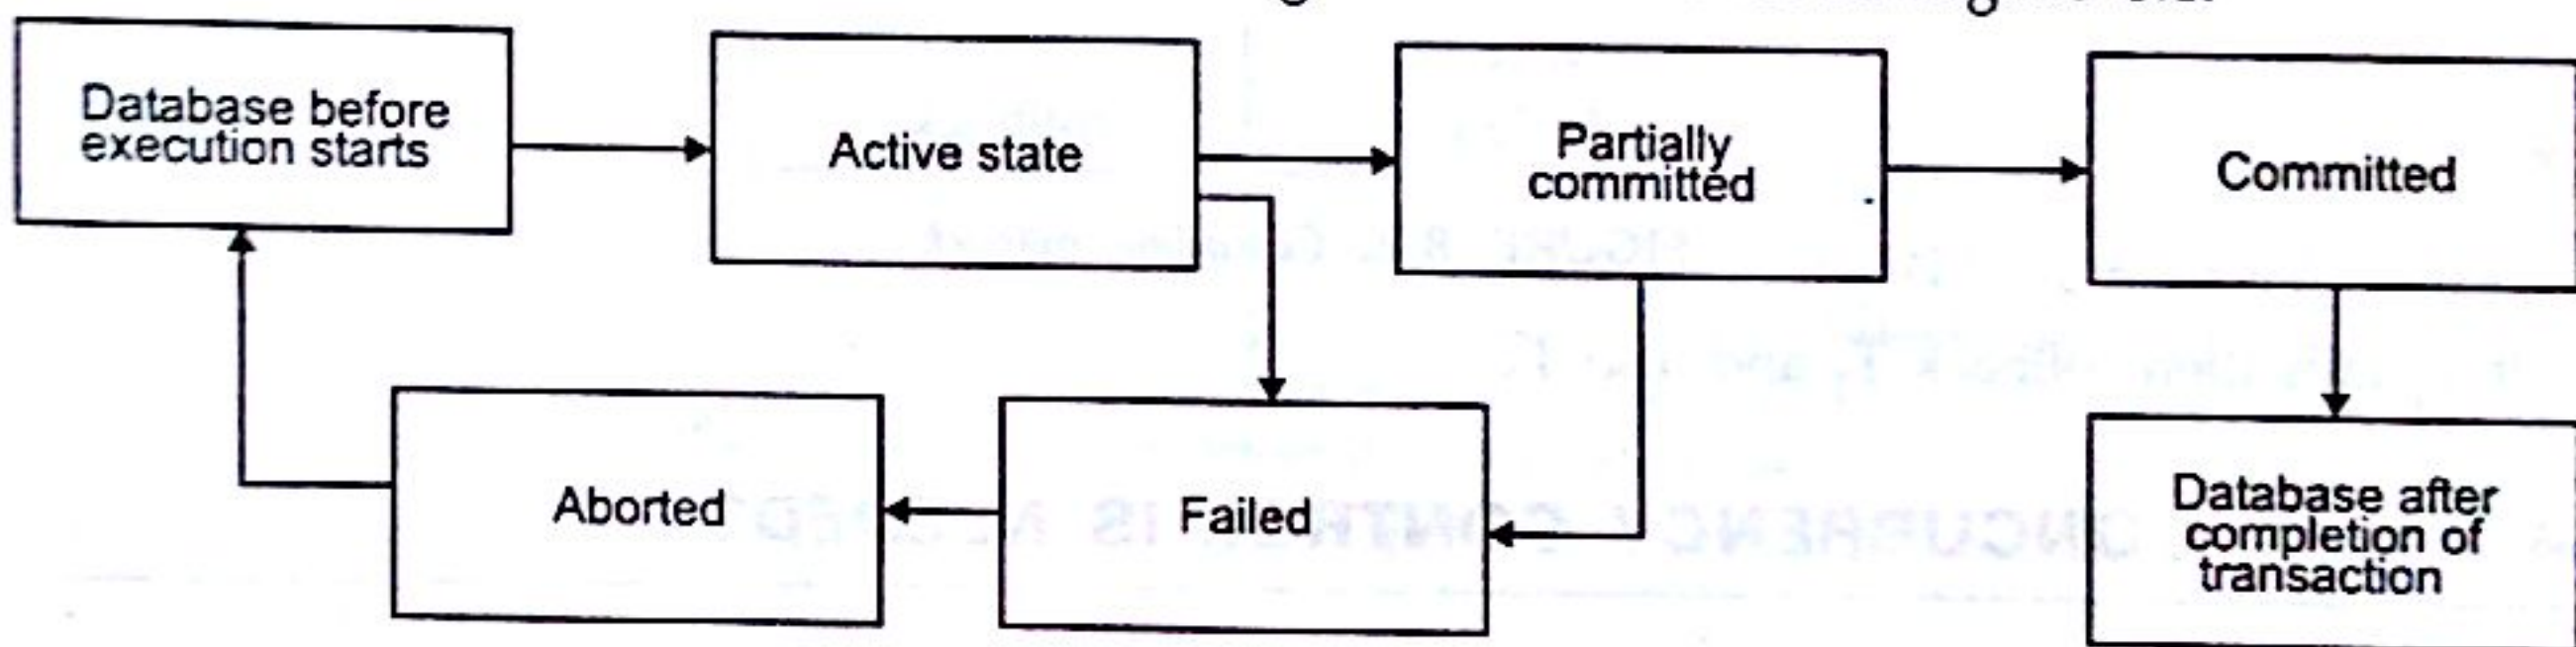 Database before
execution starts
Active state
Partially
committed
Committed
Aborted
Failed
Database after
completion of
transaction